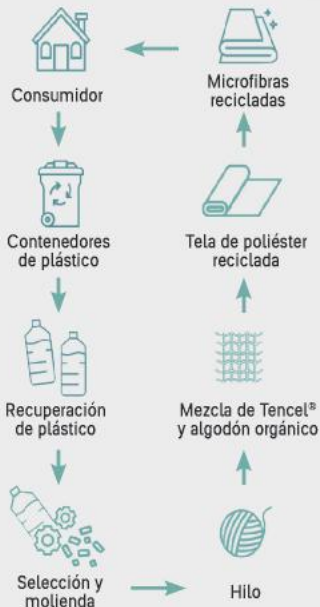 Consumidor
Contenedores
de plástico
Recuperación
de plástico
Selección y
molienda
Hilo
Mezcla de Tencel®
y algodón orgánico
Tela de poliéster
reciclada
Microfibras
recicladas